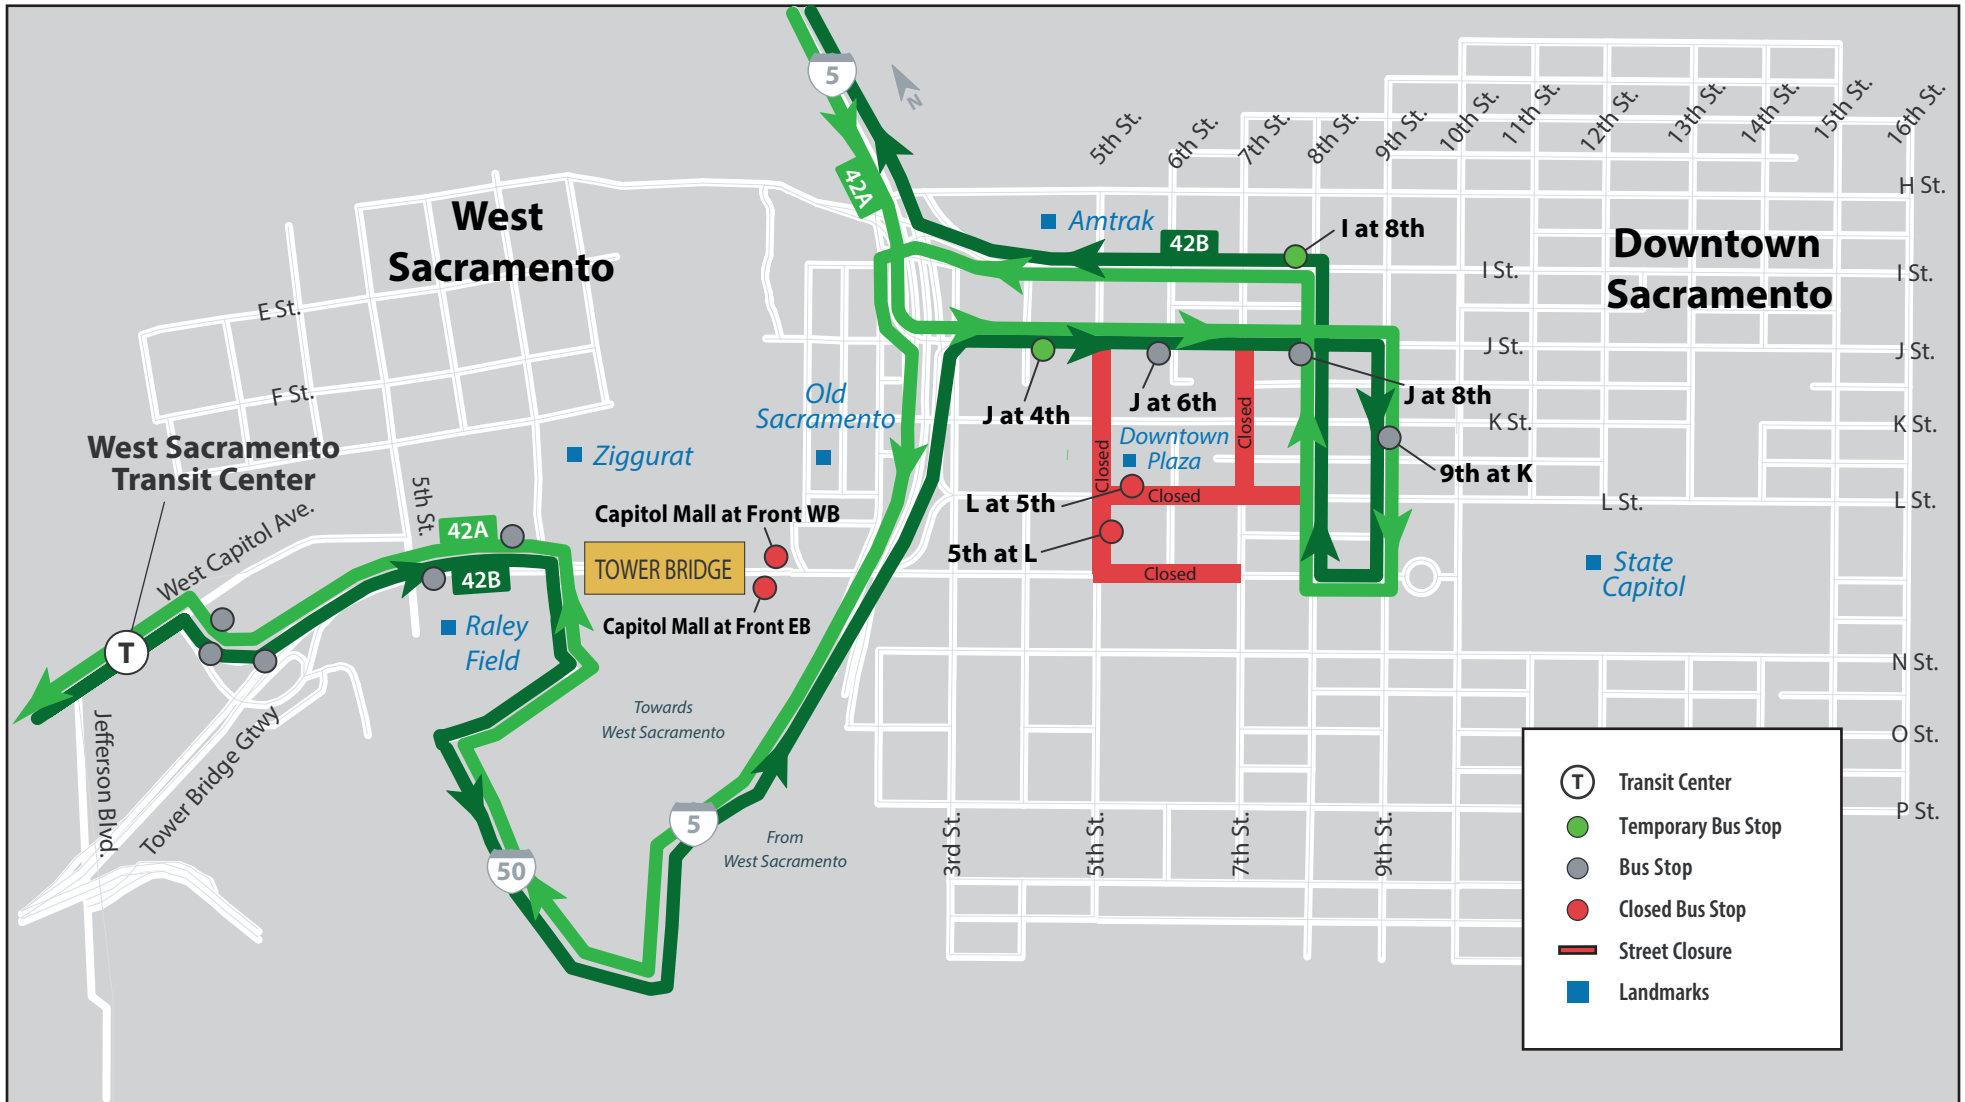 5
N
42A
5th St.
6th St.
7th St.
8th St.
9th St.
10th St.
11th St.
12th St.
13th St.
14th St.
15th St.
16th St.
H St.
West
Sacramento
Amtrak
42B
I at 8th
Downtown
Sacramento
I St.
I St.
E St.
J St.
J St.
F St.
Old
Sacramento
J at 4th
J at 6th
J at 8th
Closed
Closed
K St.
K St.
West Sacramento
Transit Center
Ziggurat
Downtown
Plaza
9th at K
5th St.
L at 5th
Closed
L St.
L St.
West Capitol Ave.
42A
Capitol Mall at Front WB
5th at L
TOWER BRIDGE
Closed
State
Capitol
42B
T
Raley
Field
Capitol Mall at Front EB
N St.
Towards
West Sacramento
Jefferson Blvd.
Tower Bridge Gtwy
O St.
5
From
West Sacramento
50
3rd St.
5th St.
7th St.
9th St.
P St.
T Transit Center
Temporary Bus Stop
Bus Stop
Closed Bus Stop
Street Closure
Landmarks